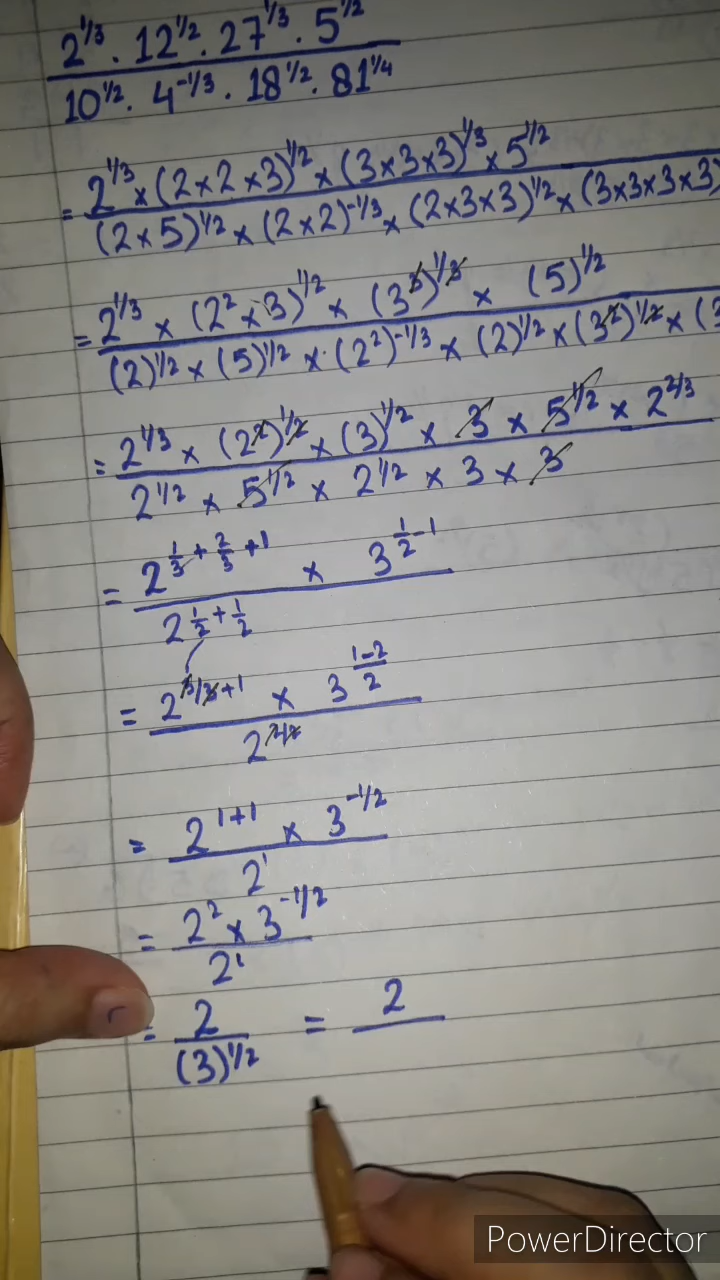 2^1/3 . 12^1/2 . 27^1/3 . 5^1/2
10^1/2 . 4^-1/3 . 18^1/2 . 81^1/4
= 2^1/3 × (2×2×3)^1/2 × (3×3×3)^1/3 × 5^1/2
(2×5)^1/2 × (2×2)^-1/3 × (2×3×3)^1/2 × (3×3×3×3)
= 2^1/3 × (2^2×3)^1/2 × (3^3)^1/3 × (5)^1/2
(2)^1/2 × (5)^1/2 × (2^2)^-1/3 × (2)^1/2 × (3^2)^1/2 × (3
= 2^1/3 × (2^2)^1/2 × (3)^1/2 × 3 × 5^1/2 × 2^2/3
2^1/2 × 5^1/2 × 2^1/2 × 3 × 3
= 2^1/3+2/3+1 × 3^1/2-1
2^1/2+1/2
= 2^3/3+1 × 3^1-2/2
2^2/2
= 2^1+1 × 3^-1/2
2^1
= 2^2 × 3^-1/2
2^1
= 2 = 2
(3)^1/2
PowerDirector